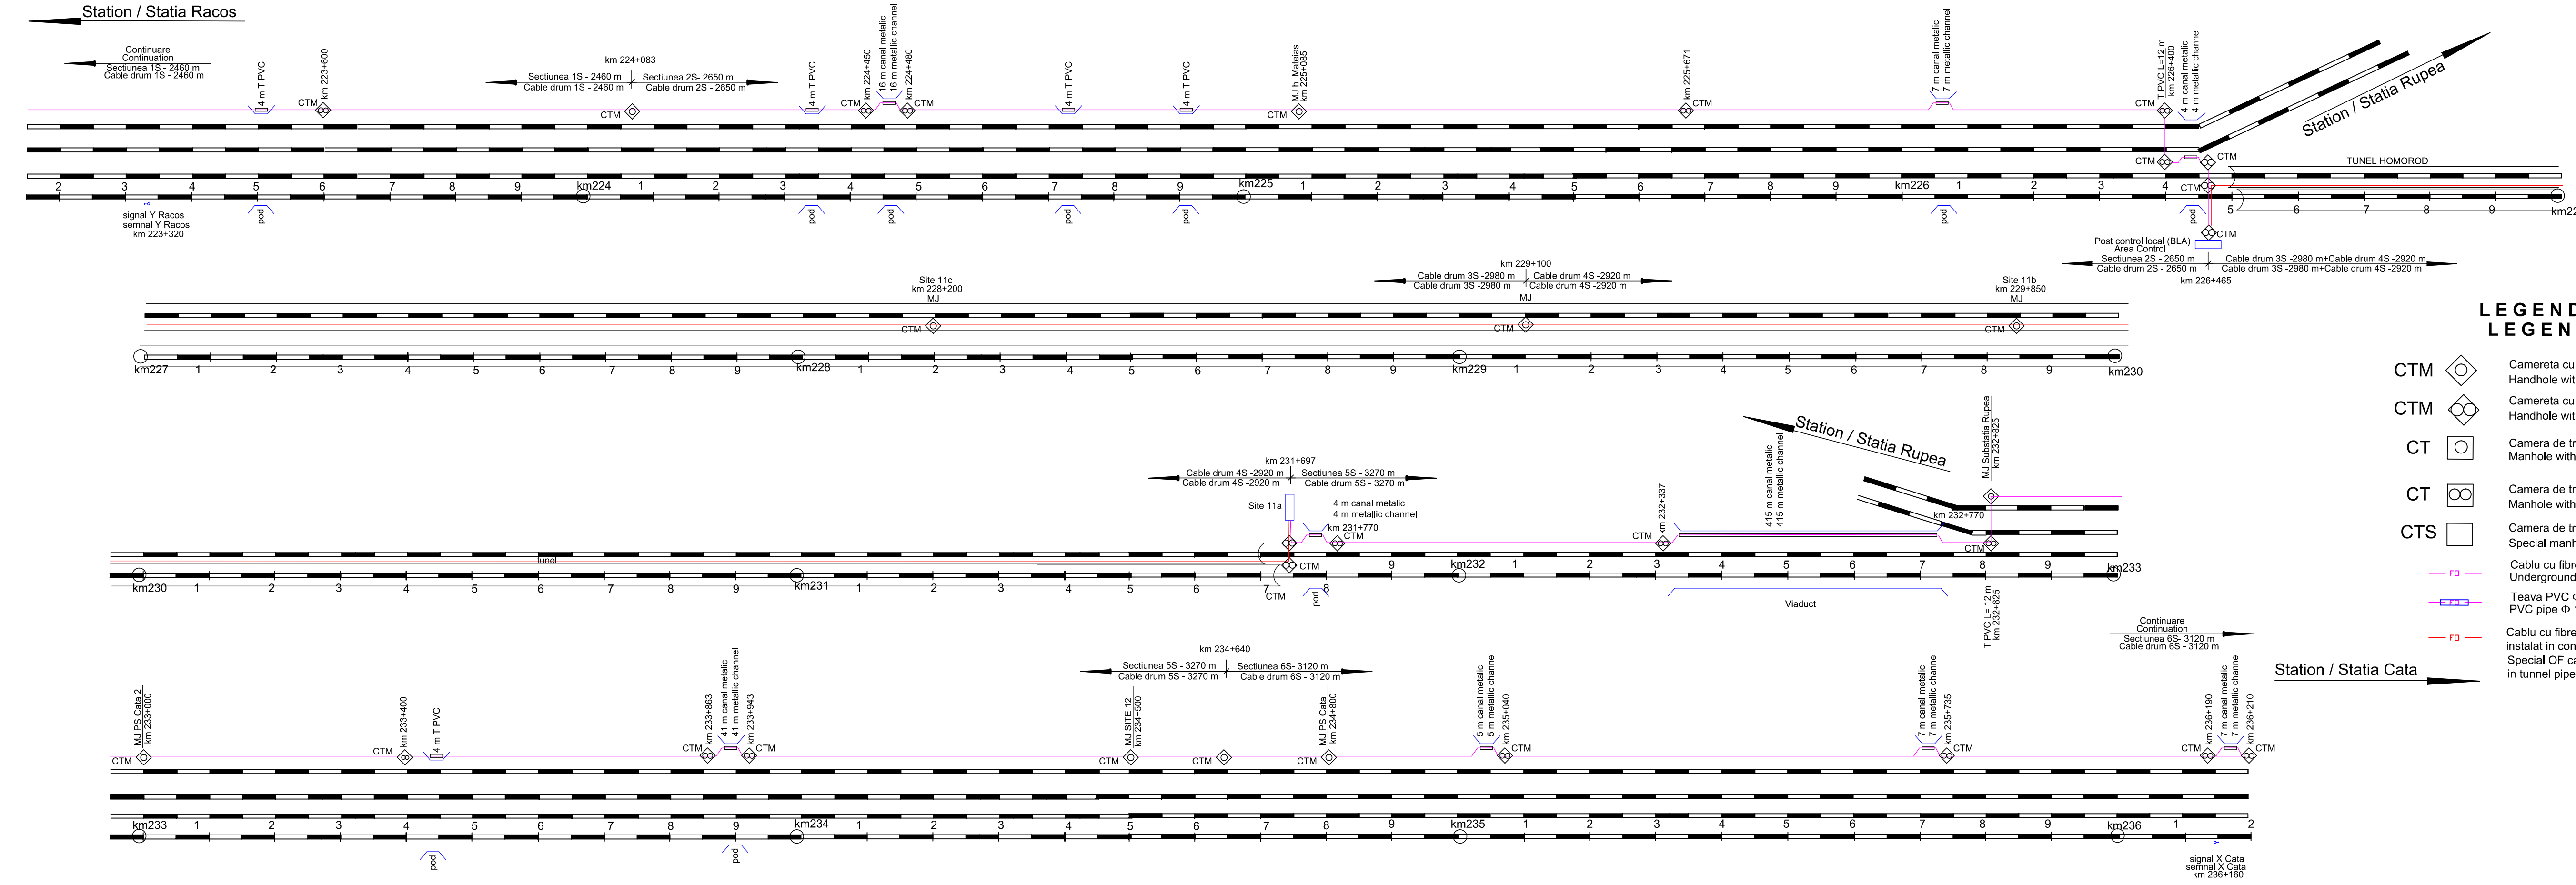 Station / Statia Racos
Continuare
Continuation
Sectiunea 1S - 2460 m
Cable drum 1S - 2460 m
4 m T PVC
km 223+600
CTM
km 224+083
Sectiunea 1S - 2460 m
Sectiunea 2S- 2650 m
Cable drum 1S - 2460 m
Cable drum 2S - 2650 m
CTM
4 m T PVC
CTM
km 224+450
16 m canal metalic
16 m metallic channel
km 224+480
CTM
4 m T PVC
4 m T PVC
MJ h. Mateias
km 225+085
CTM
km 225+671
CTM
7 m canal metalic
7 m metallic channel
T PVC L=12 m
km 226+400
CTM
4 m canal metalic
4 m metallic channel
Station / Statia Rupea
CTM
CTM
CTM
TUNEL HOMOROD
2 3 4 5 6 7 8 9 km224 1 2 3 4 5 6 7 8 9 km225 1 2 3 4 5 6 7 8 9 km226 1 2 3 4 5 6 7 8 9
signal Y Racos
semnal Y Racos
km 223+320
pod
pod
pod
pod
pod
pod
pod
CTM
Post control local (BLA)
Area Control
Sectiunea 2S - 2650 m
Cable drum 3S -2980 m+Cable drum 4S -2920 m
Cable drum 2S - 2650 m
Cable drum 3S -2980 m+Cable drum 4S -2920 m
km 226+465
Site 11c
km 228+200
MJ
CTM
km 229+100
Cable drum 3S -2980 m
Cable drum 4S -2920 m
Cable drum 3S -2980 m
Cable drum 4S -2920 m
MJ
CTM
Site 11b
km 229+850
MJ
CTM
km227 1 2 3 4 5 6 7 8 9 km228 1 2 3 4 5 6 7 8 9 km229 1 2 3 4 5 6 7 8 9 km230
LEGEN
CTM
Camereta cu
Handhole
CTM
Camereta cu
Handhole
CT
Camera de
Manhole with
CT
Camera de
Manhole with
CTS
Camera de
Special
FO
Cablu cu
Underground
FO
Teava PVC
PVC pipe Φ
FO
Cablu cu
instalat in
Special OF
in tunnel pipe
km 231+697
Cable drum 4S -2920 m
Sectiunea 5S - 3270 m
Cable drum 4S -2920 m
Cable drum 5S - 3270 m
Site 11a
4 m canal metalic
4 m metallic channel
km 231+770
CTM
CTM
CTM
km 232+337
CTM
415 m canal metalic
415 m metallic channel
Station / Statia Rupea
MJ Substatia Rupea
km 232+825
km 232+770
CTM
tunel
km230 1 2 3 4 5 6 7 8 9 km231 1 2 3 4 5 6 7 8 9 km232 1 2 3 4 5 6 7 8 9 km233
pod
Viaduct
T PVC L= 12 m
km 232+825
Continuare
Continuation
Sectiunea 6S- 3120 m
Cable drum 6S - 3120 m
Station / Statia Cata
MJ PS Cata 2
km 233+000
CTM
km 233+400
CTM
4 m T PVC
km 233+863
CTM
41 m canal metalic
41 m metallic channel
km 233+943
CTM
km 234+640
Sectiunea 5S - 3270 m
Sectiunea 6S- 3120 m
Cable drum 5S - 3270 m
Cable drum 6S - 3120 m
MJ SITE 12
km 234+500
CTM
MJ PS Cata
km 234+800
CTM
5 m canal metalic
5 m metallic channel
km 235+040
CTM
7 m canal metalic
7 m metallic channel
km 235+735
CTM
km 236+190
CTM
7 m canal metalic
7 m metallic channel
km 236+210
CTM
km233 1 2 3 4 5 6 7 8 9 km234 1 2 3 4 5 6 7 8 9 km235 1 2 3 4 5 6 7 8 9 km236 1 2
pod
pod
signal X Cata
semnal X Cata
km 236+160